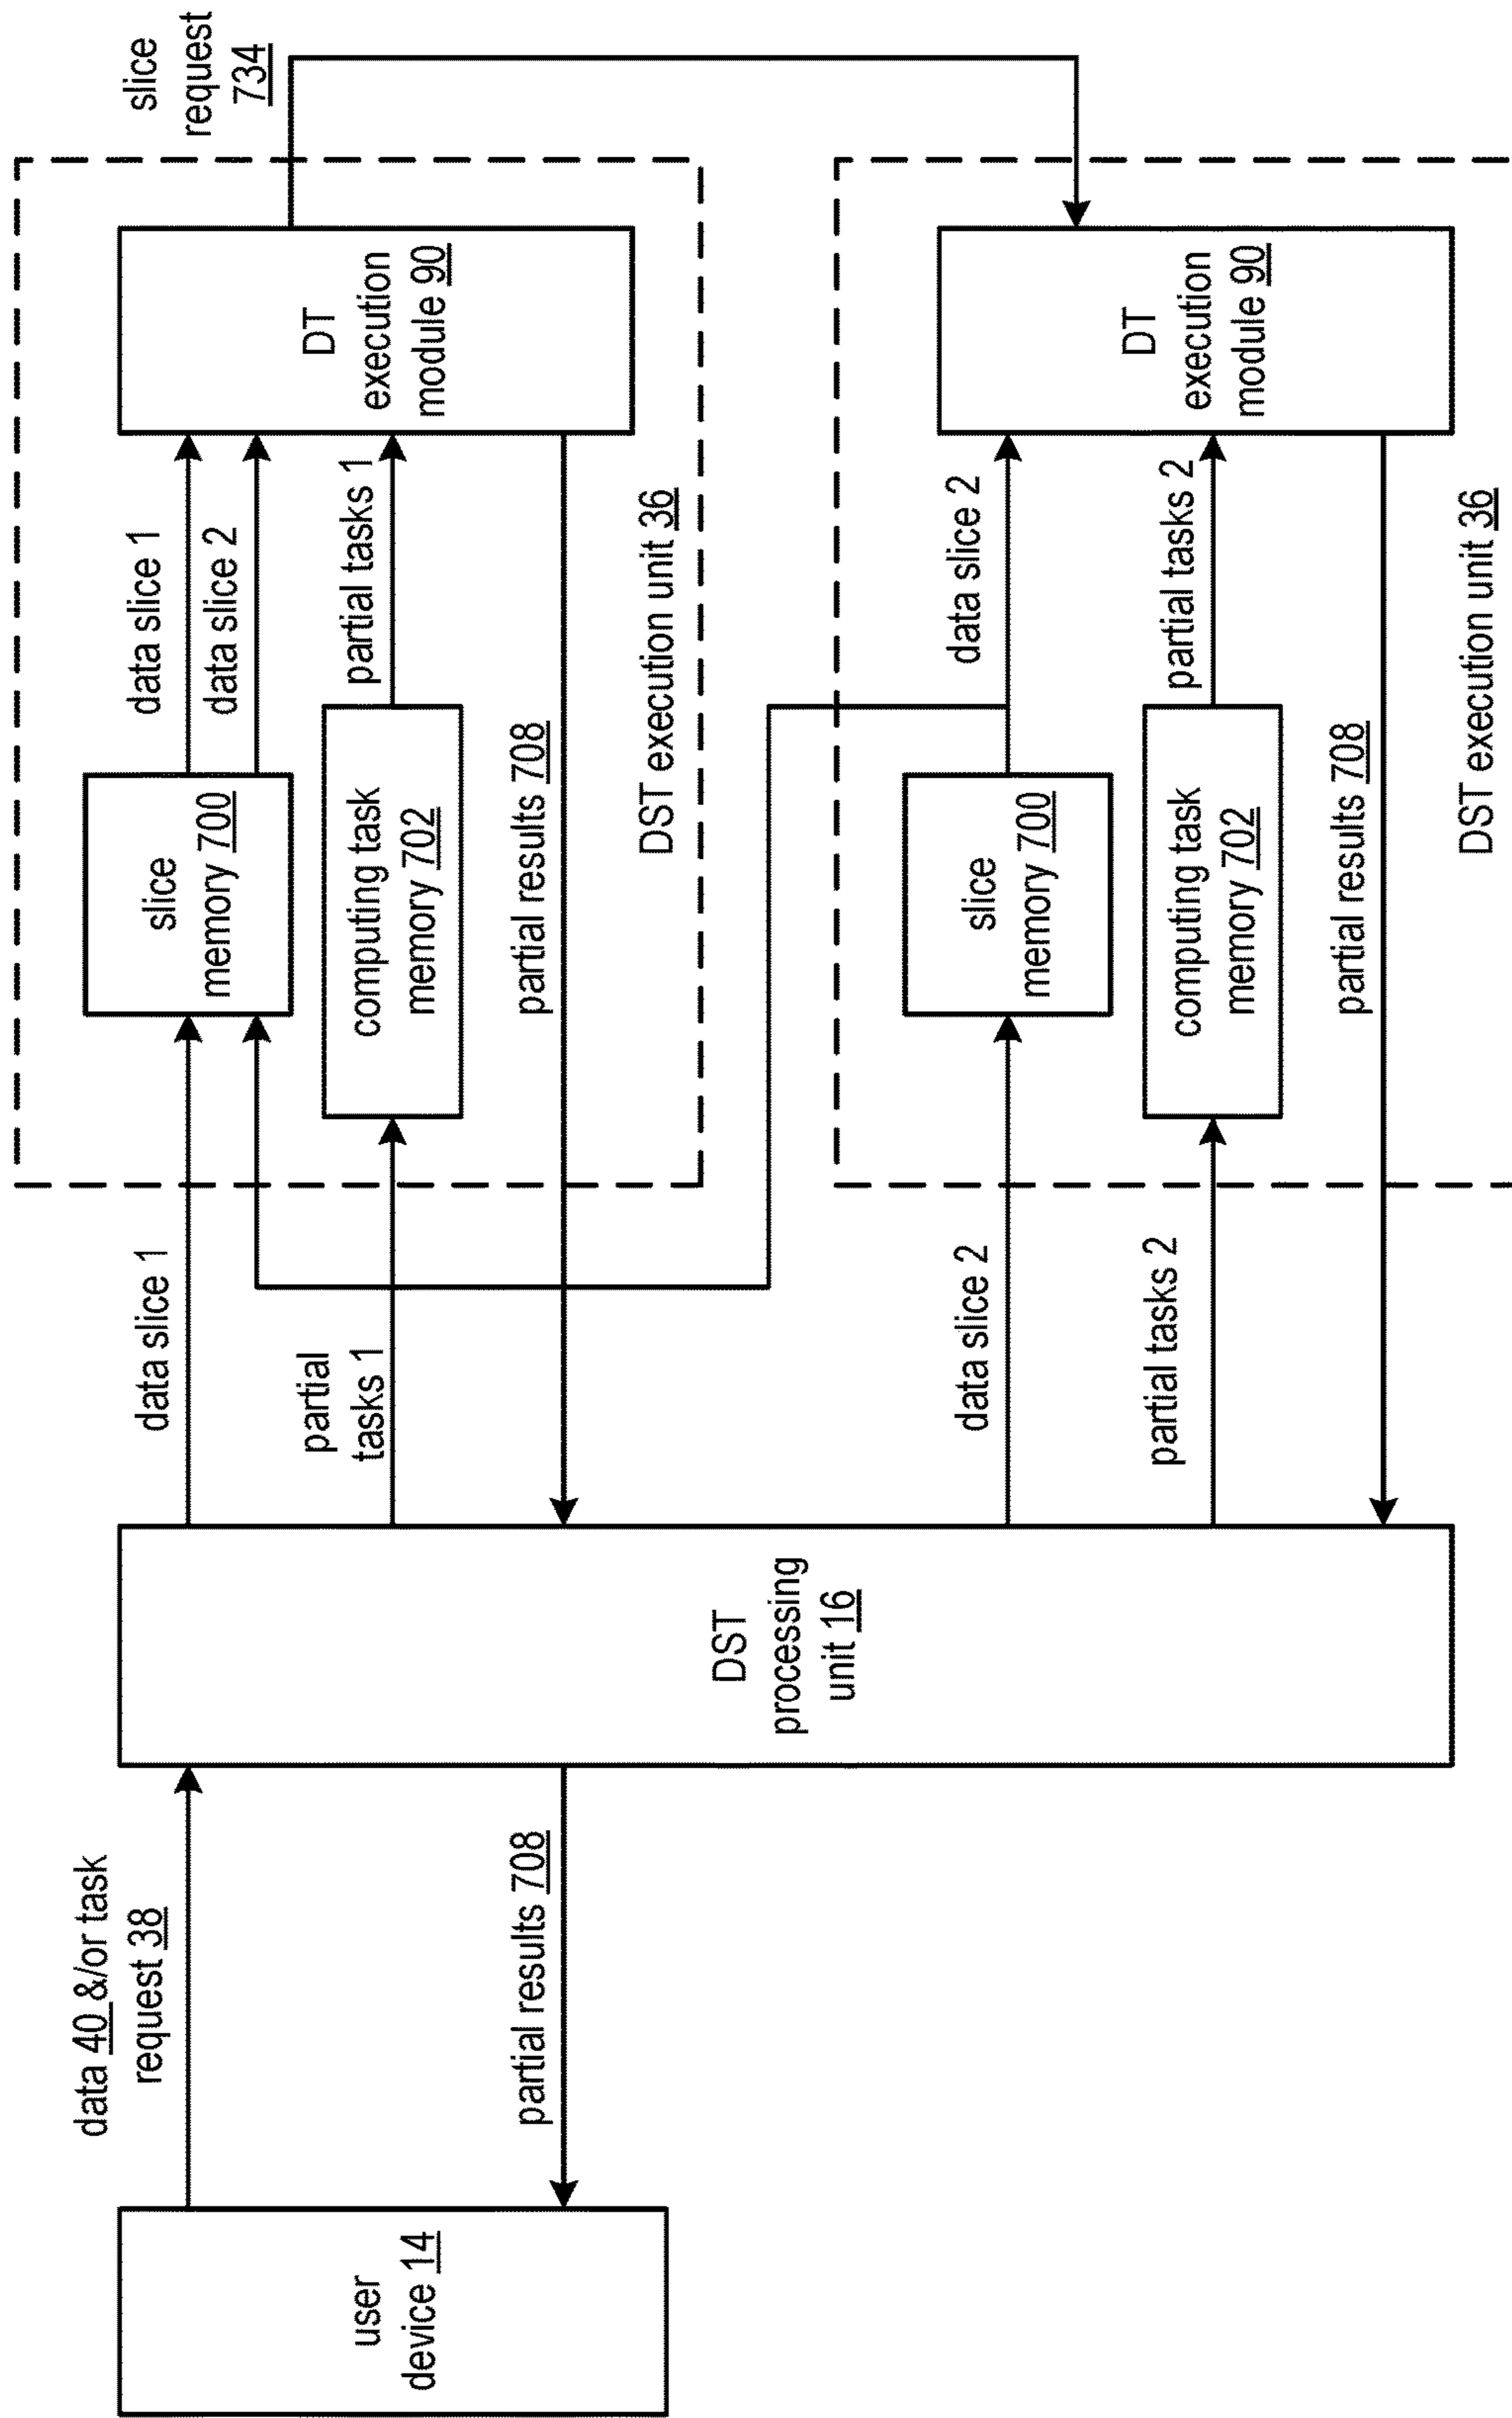 user
device 14
data 40 &/or task
request 38
partial results 708
DST
processing
unit 16
data slice 1
partial
tasks 1
data slice 2
partial tasks 2
slice
memory 700
computing task
memory 702
data slice 1
data slice 2
partial tasks 1
partial results 708
DT
execution
module 90
DST execution unit 36
slice
request
734
slice
memory 700
computing task
memory 702
data slice 2
partial tasks 2
partial results 708
DT
execution
module 90
DST execution unit 36